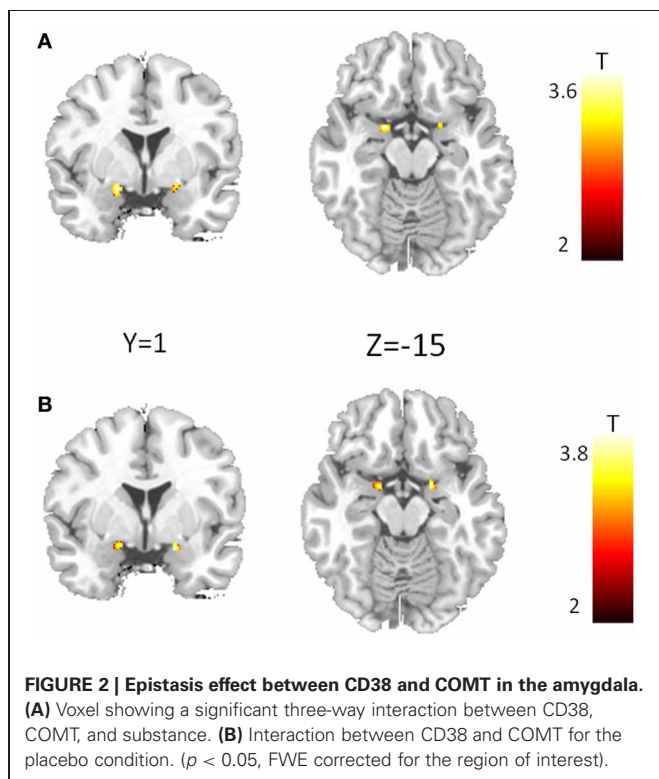 A
T
3.6
2
Y=1
Z=-15
B
T
3.8
2
FIGURE 2 | Epistasis effect between CD38 and COMT in the amygdala.
(A) Voxel showing a significant three-way interaction between CD38,
COMT, and substance. (B) Interaction between CD38 and COMT for the
placebo condition. (p < 0.05, FWE corrected for the region of interest).